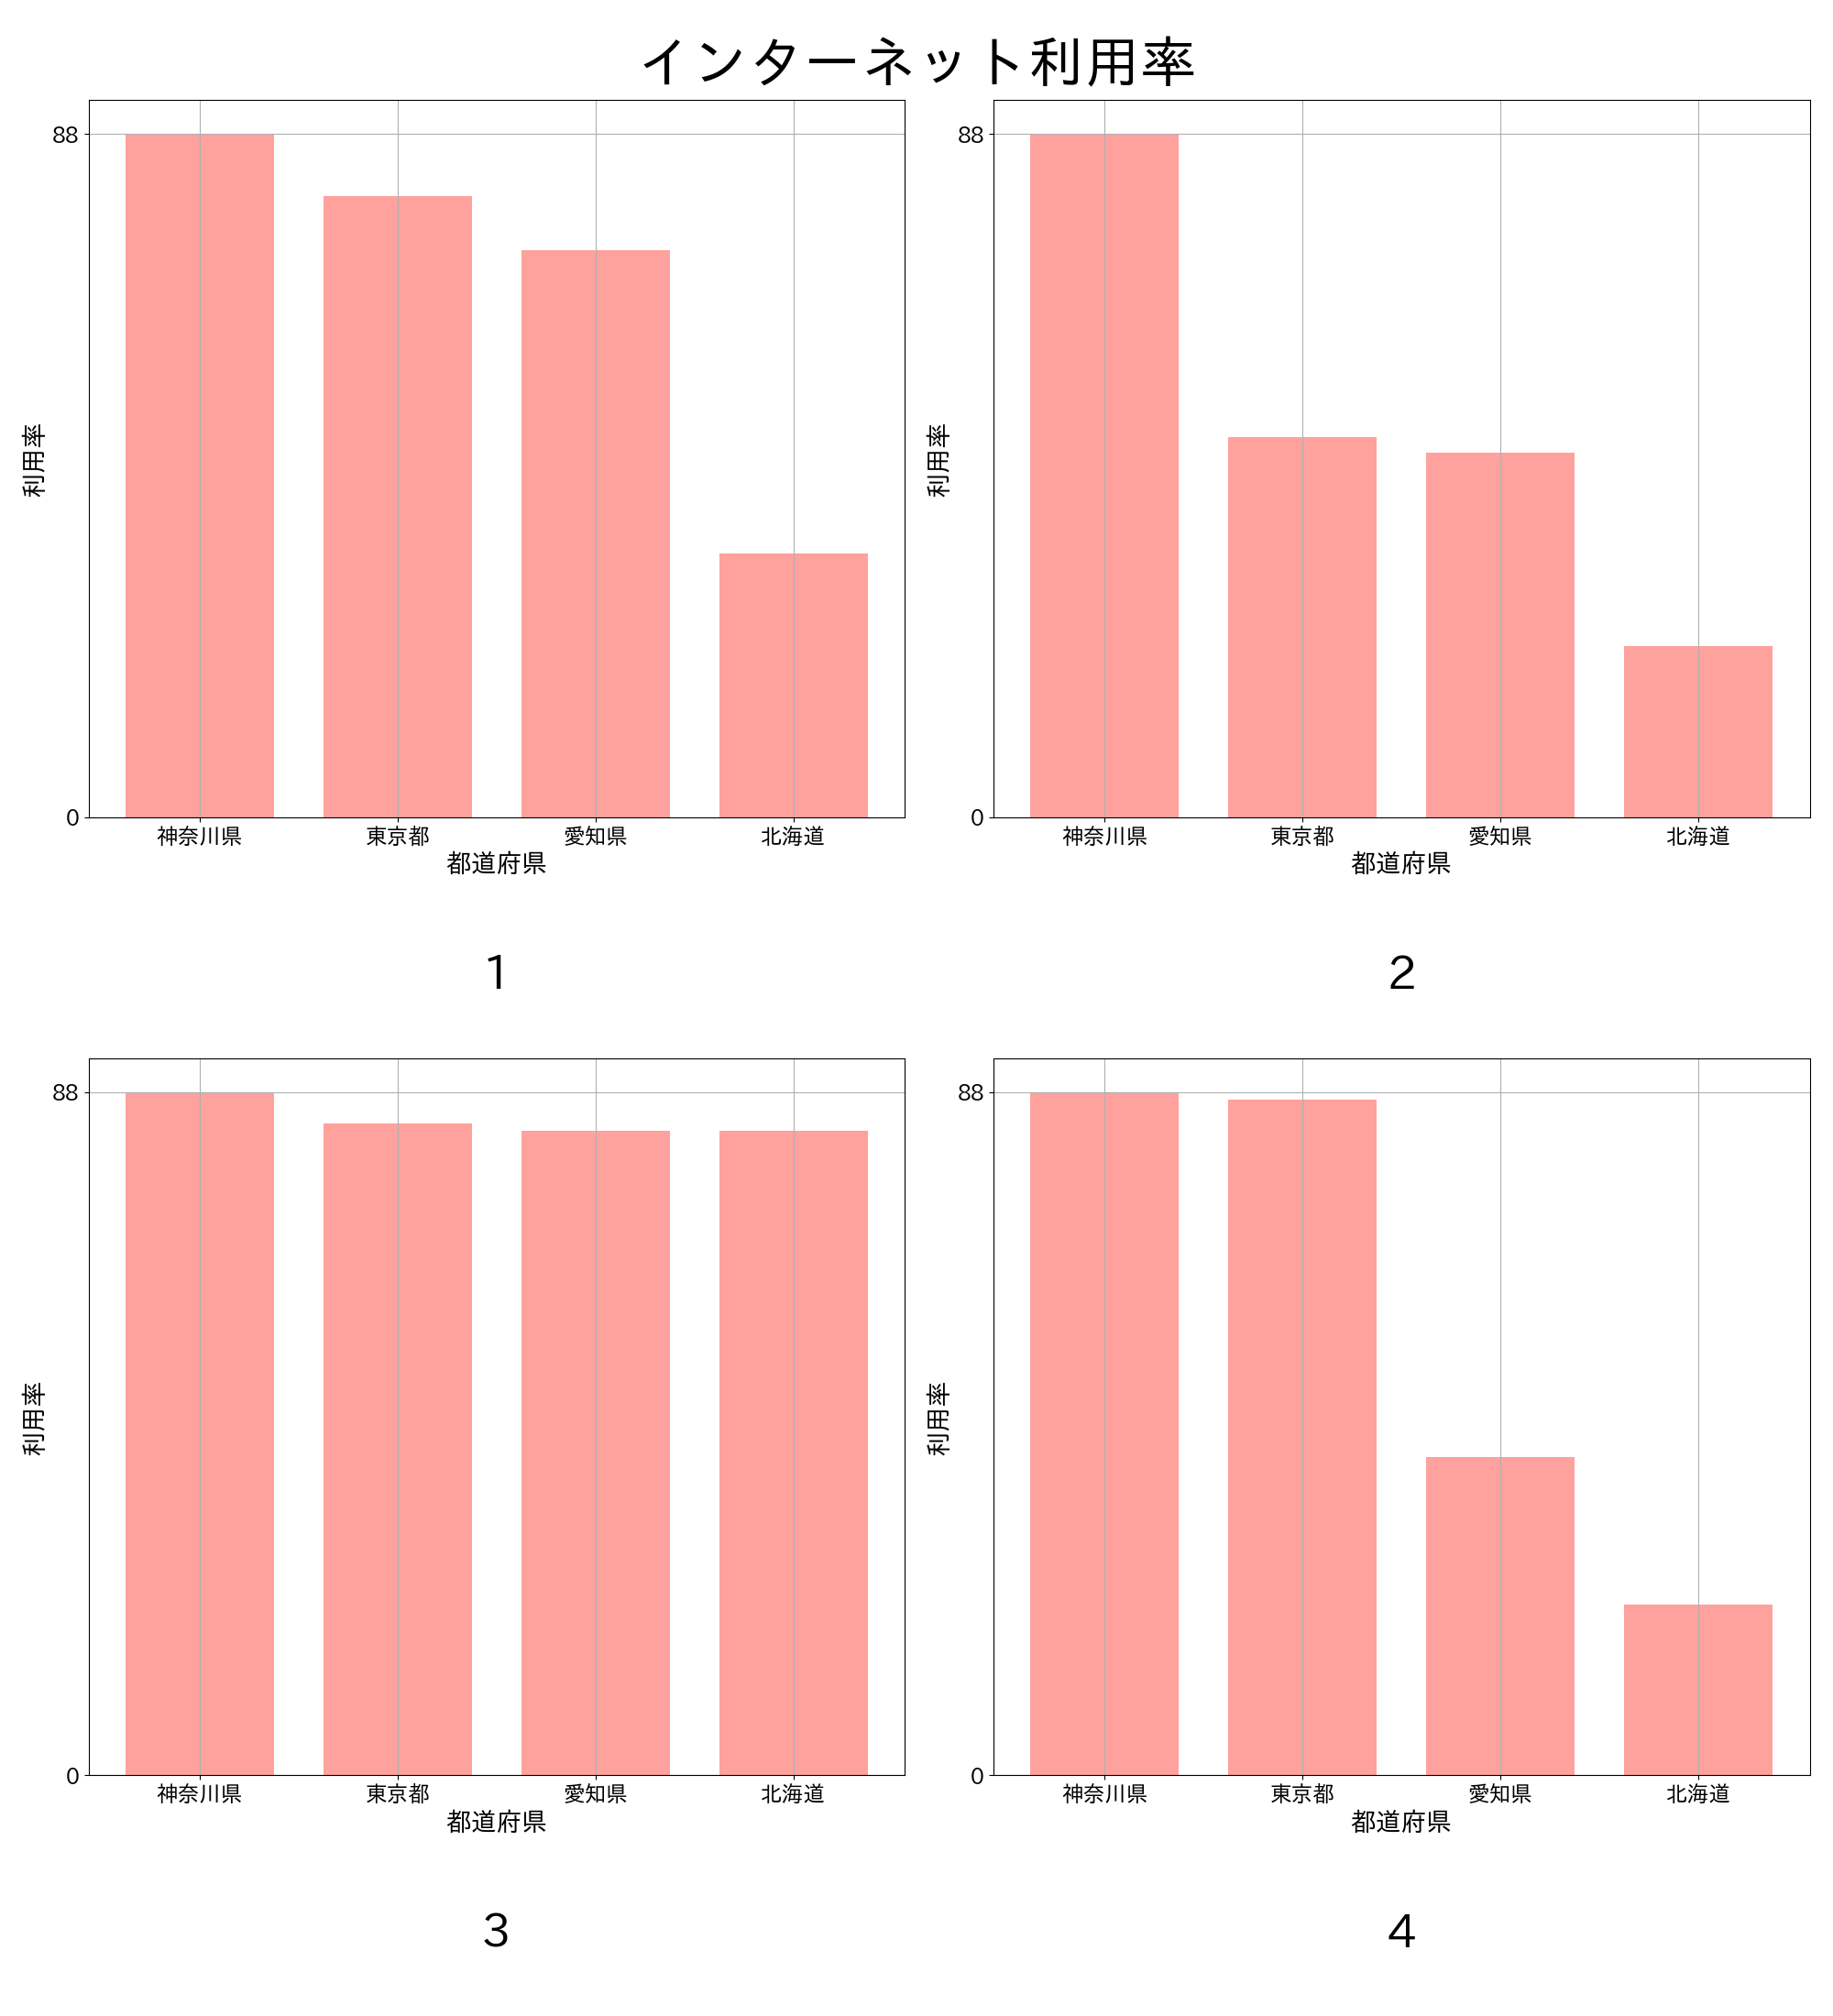 インターネット利用率
88
利用率
0
神奈川県 東京都 愛知県 北海道
都道府県
1
88
利用率
0
神奈川県 東京都 愛知県 北海道
都道府県
2
88
利用率
0
神奈川県 東京都 愛知県 北海道
都道府県
3
88
利用率
0
神奈川県 東京都 愛知県 北海道
都道府県
4